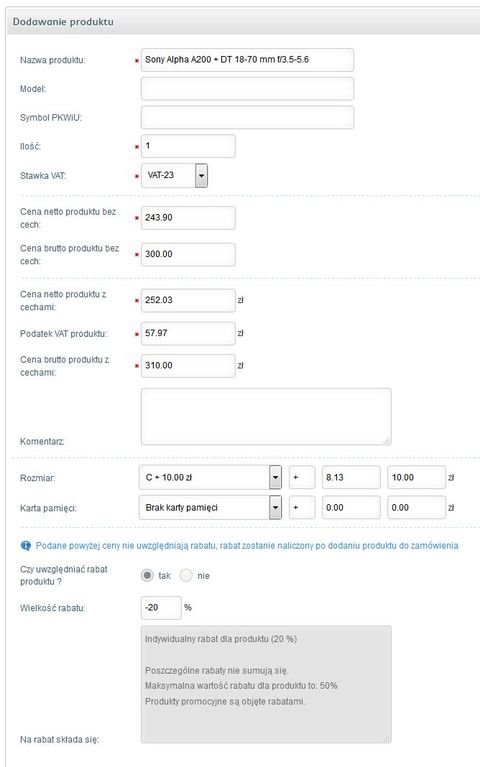 Dodawanie produktu
Nazwa produktu: * Sony Alpha A200 + DT 18-70 mm f/3.5-5.6
Model:
Symbol PKWiU:
Ilość: * 1
Stawka VAT: * VAT-23
Cena netto produktu bez
cech: * 243.90
Cena brutto produktu bez
cech: * 300.00
Cena netto produktu z
cechami: * 252.03 zł
Podatek VAT produktu: * 57.97 zł
Cena brutto produktu z
cechami: * 310.00 zł
Komentarz:
Rozmiar: C + 10.00 zł + 8.13 10.00 zł
Karta pamięci: Brak karty pamięci + 0.00 0.00 zł
Podane powyżej ceny nie uwzględniają rabatu, rabat zostanie naliczony po dodaniu produktu do zamówienia
Czy uwzględniać rabat
produktu ? tak nie
Wielkość rabatu: -20 %
Indywidualny rabat dla produktu (20 %)
Poszczególne rabaty nie sumują się.
Maksymalna wartość rabatu dla produktu to: 50%
Produkty promocyjne są objęte rabatami.
Na rabat składa się: